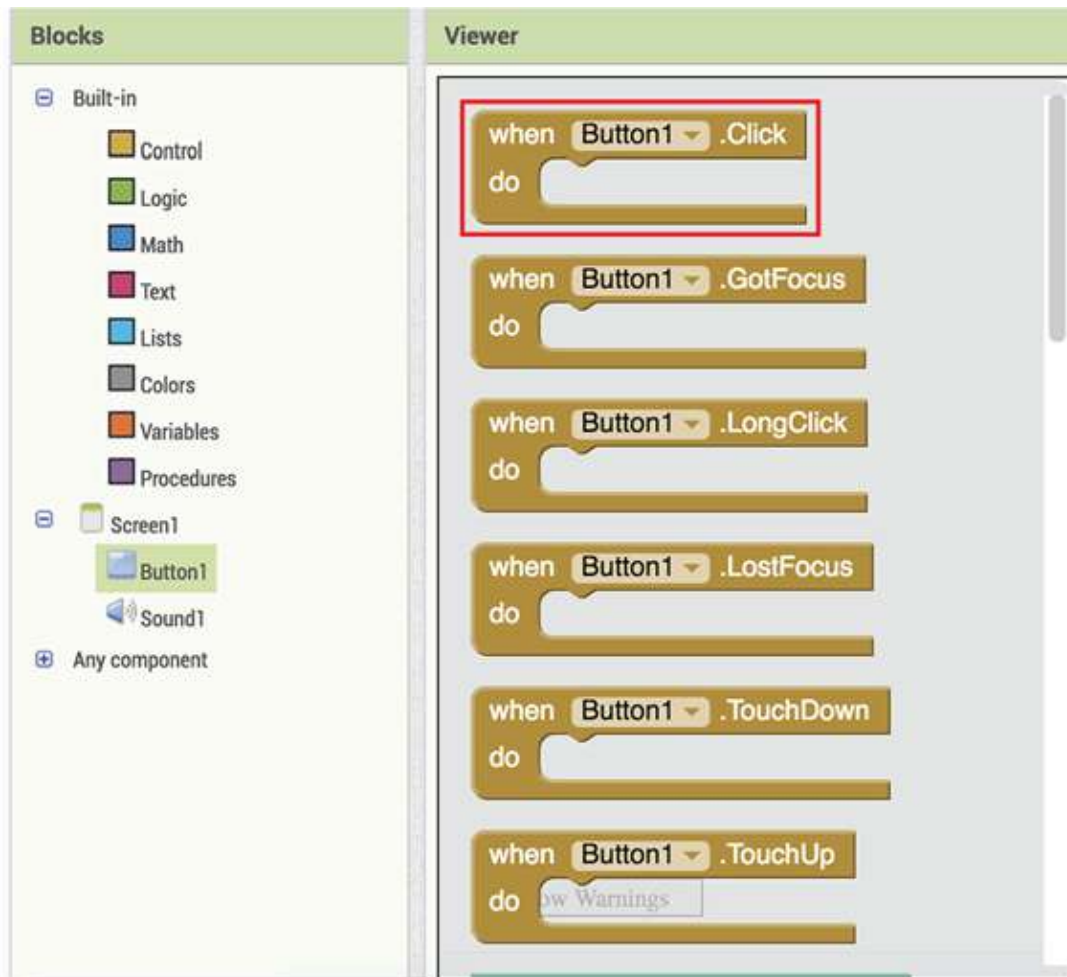 Blocks
Built-in
Control
Logic
Math
Text
Lists
Colors
Variables
Procedures
Screen1
Button1
Sound1
Any component
Viewer
when Button1 .Click
do
when Button1 .GotFocus
do
when Button1 .LongClick
do
when Button1 .LostFocus
do
when Button1 .TouchDown
do
when Button1 .TouchUp
do
ow Warnings